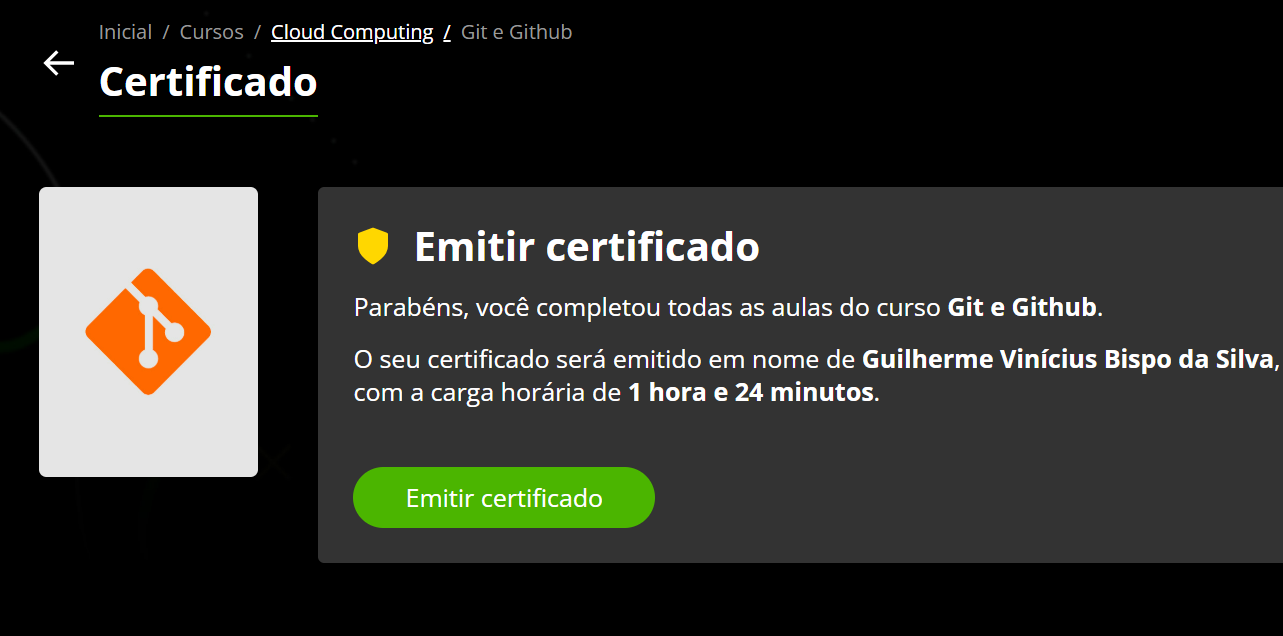 Inicial / Cursos / Cloud Computing / Git e Github
Certificado
Emitir certificado
Parabéns, você completou todas as aulas do curso Git e Github.
O seu certificado será emitido em nome de Guilherme Vinícius Bispo da Silva,
com a carga horária de 1 hora e 24 minutos.
Emitir certificado